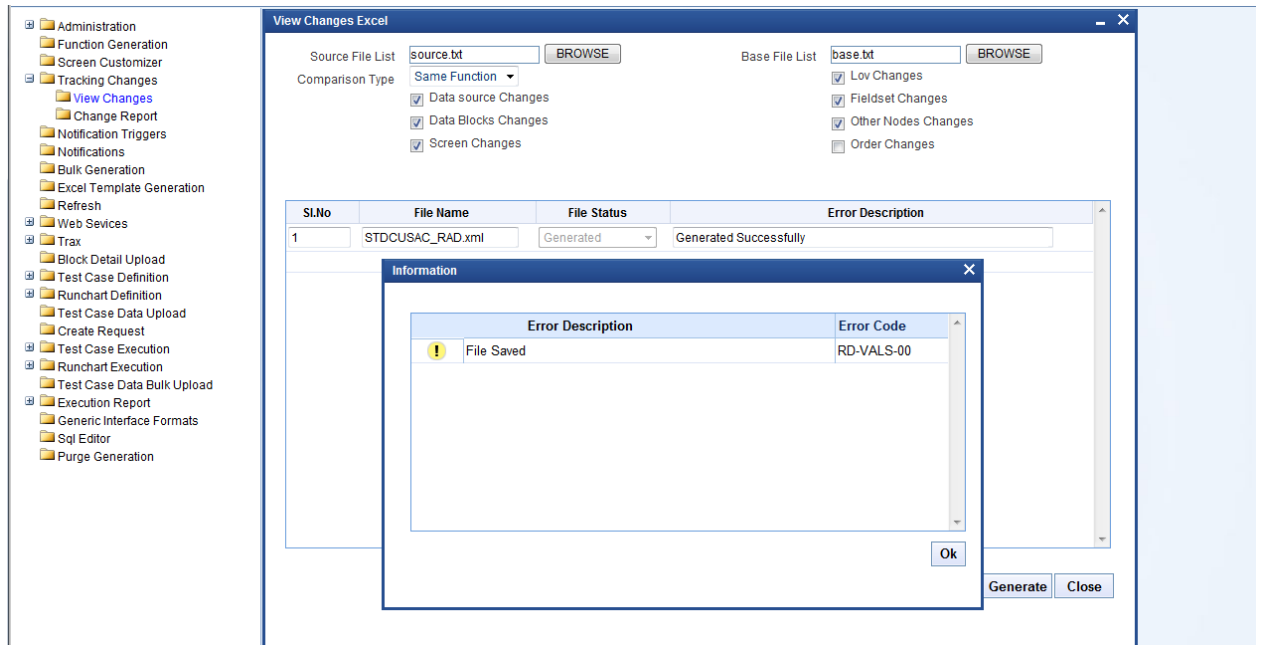 Administration
Function Generation
Screen Customizer
Tracking Changes
View Changes
Change Report
Notification Triggers
Notifications
Bulk Generation
Excel Template Generation
Refresh
Web Sevices
Trax
Block Detail Upload
Test Case Definition
Runchart Definition
Test Case Data Upload
Create Request
Test Case Execution
Runchart Execution
Test Case Data Bulk Upload
Execution Report
Generic Interface Formats
Sql Editor
Purge Generation
View Changes Excel
Source File List source.txt BROWSE Base File List base.txt BROWSE
Comparison Type Same Function Lov Changes
Data source Changes Fieldset Changes
Data Blocks Changes Other Nodes Changes
Screen Changes Order Changes
Sl.No File Name File Status Error Description
1 STDCUSAC_RAD.xml Generated Generated Successfully
Information
Error Description Error Code
File Saved RD-VALS-00
Ok
Generate Close